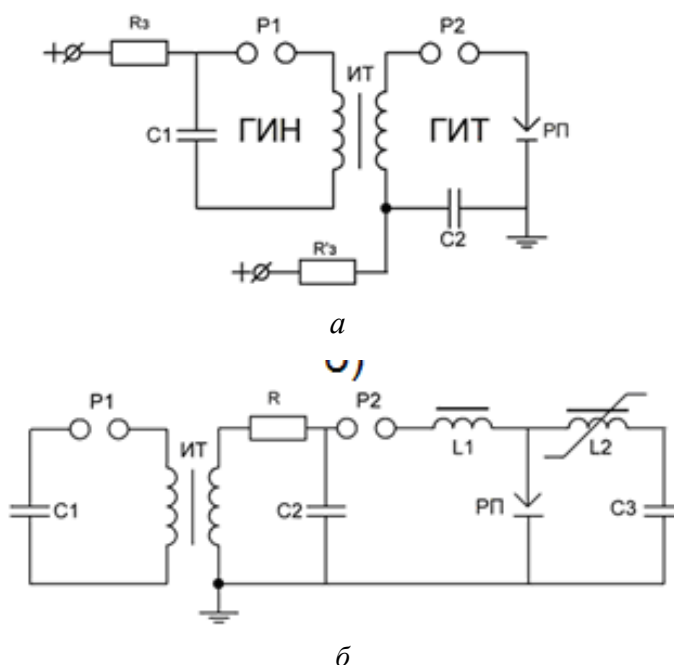 Rз P1 P2
+ ИТ
C1 ГИН ГИТ РП
C2
R'з
+
а
б)
P1 R P2
ИТ L1 L2
C1 C2 РП C3
б